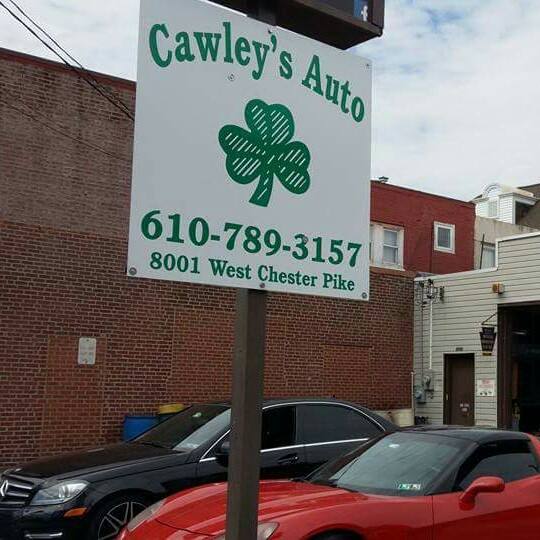 Cawley's Auto
610-789-3157
8001 West Chester Pike